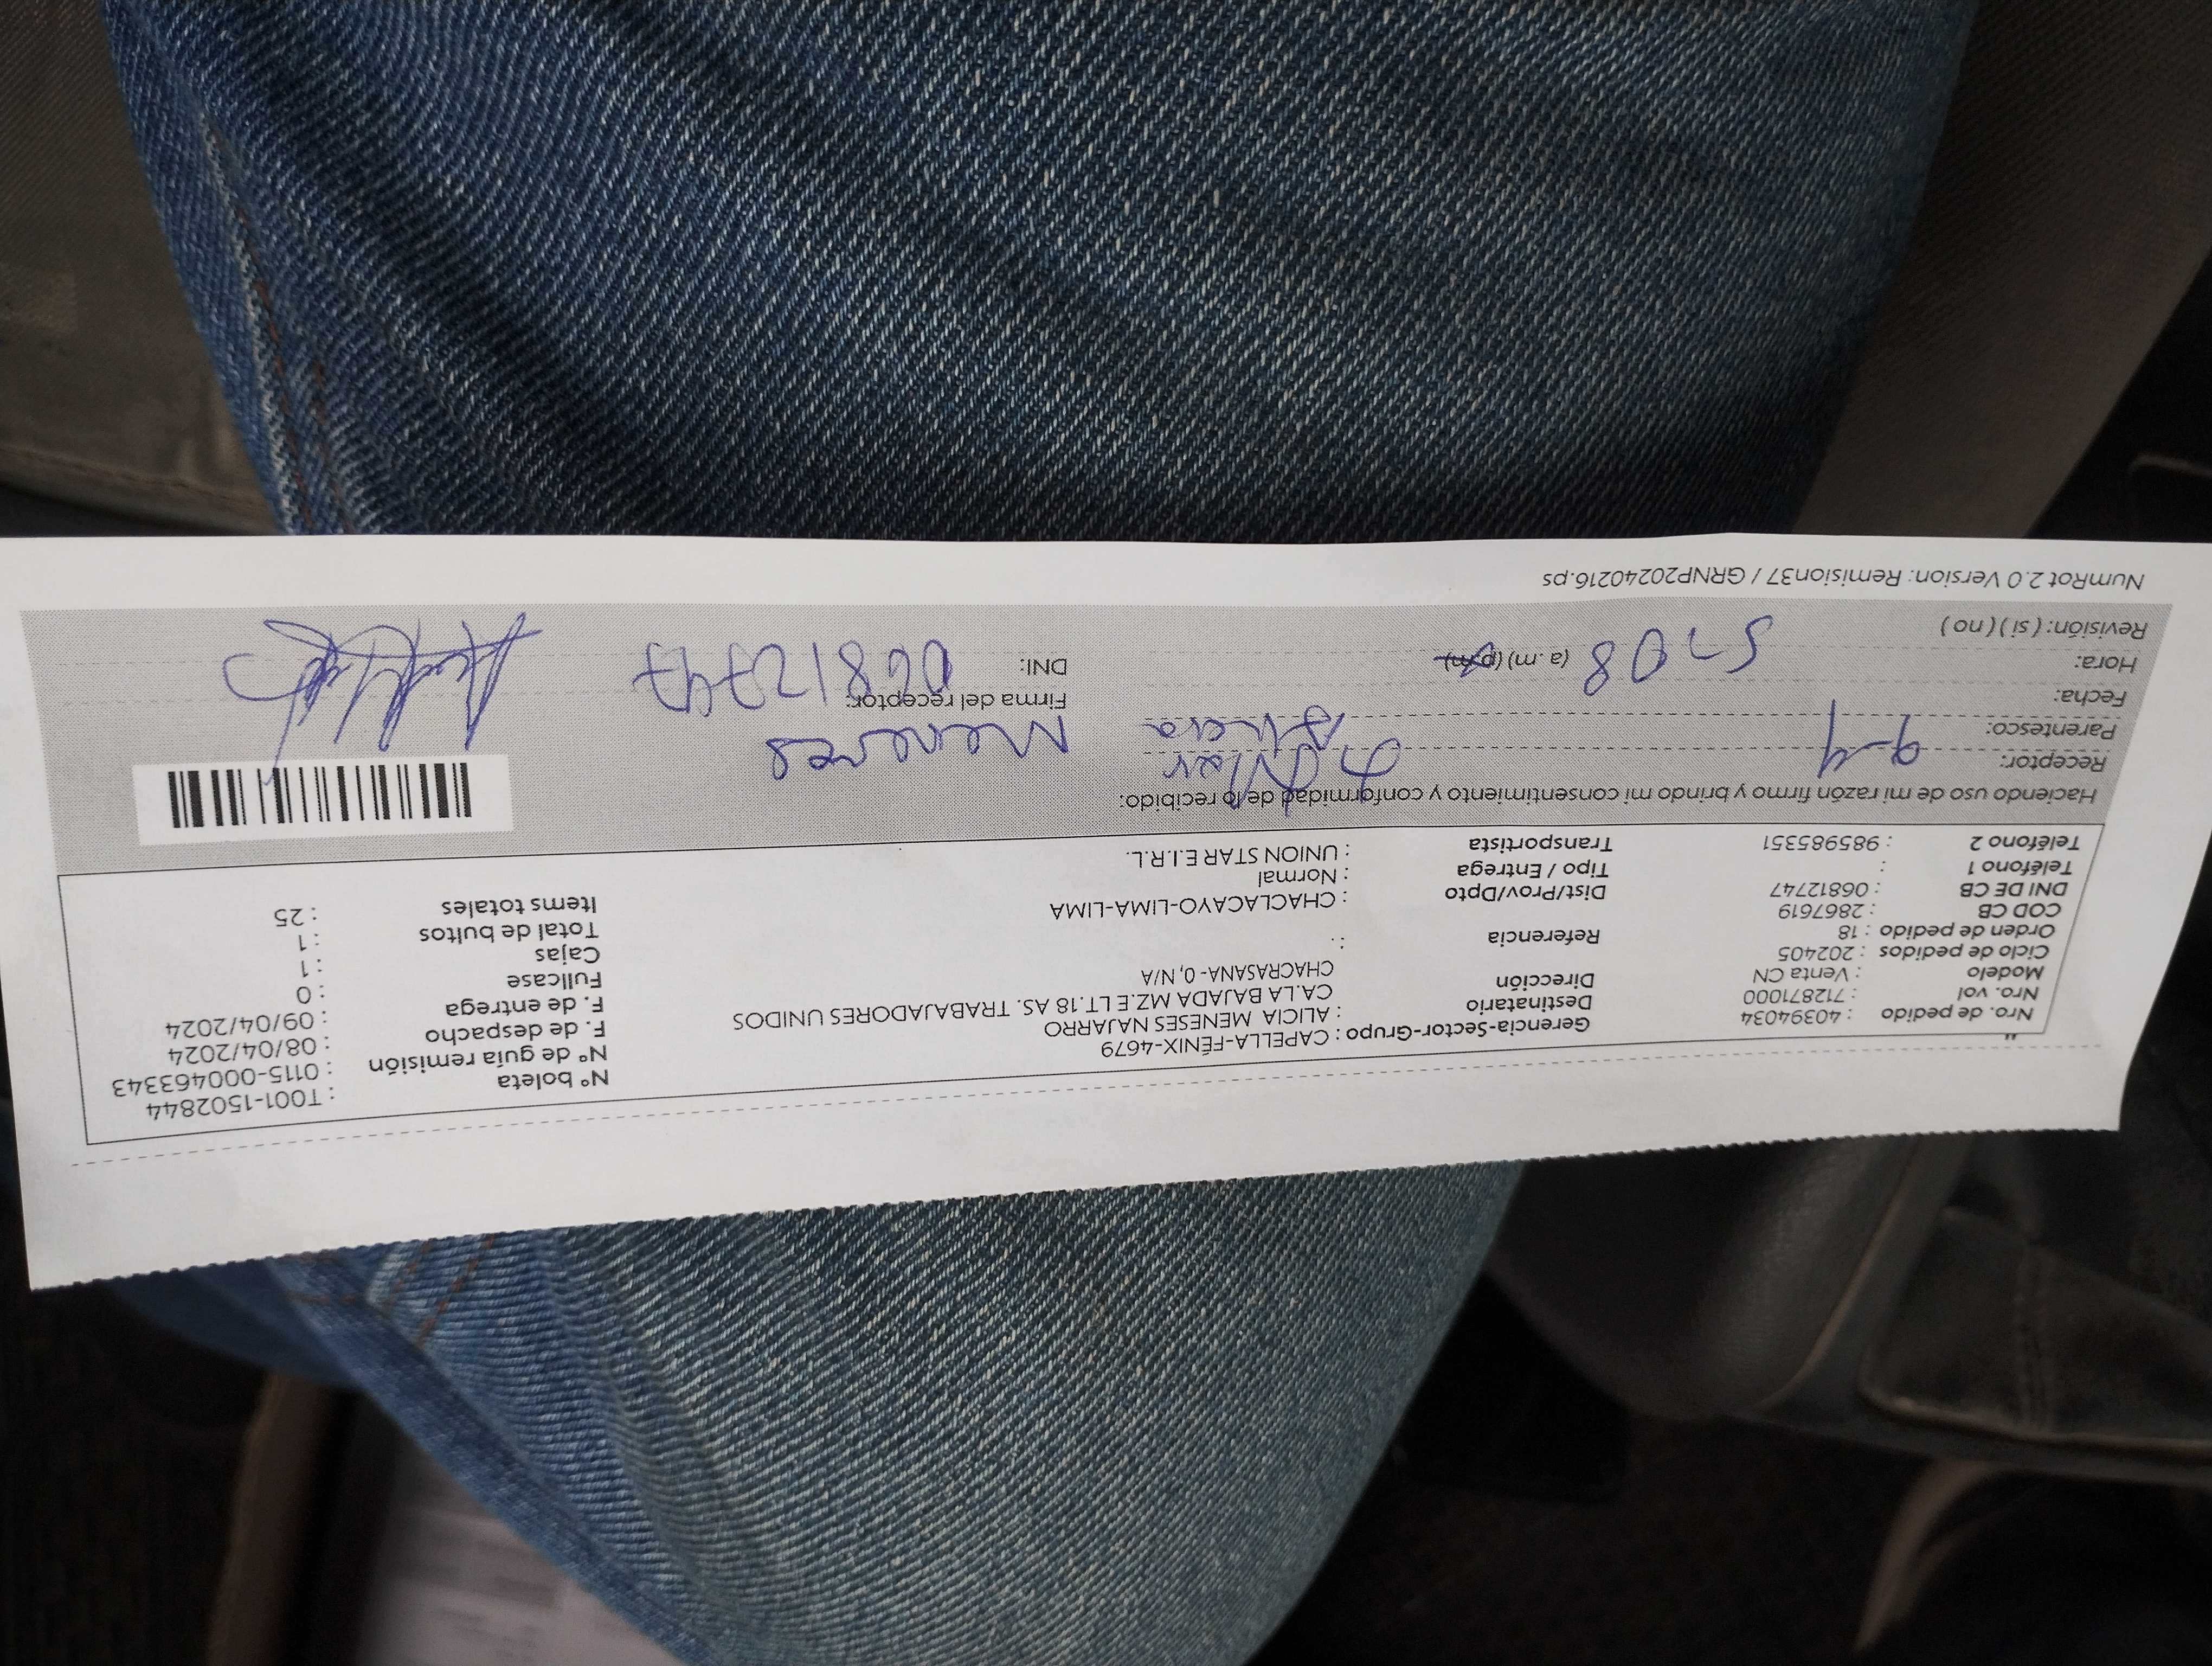 Nro. de pedido : 40394034
Nro. vol : 712871000
Modelo : Venta CN
Ciclo de pedidos : 202405
Orden de pedido : 18
COD CB : 2867619
DNI DE CB : 06812747
Teléfono 1 :
Teléfono 2 : 985985351
Gerencia-Sector-Grupo : CAPELLA-FÉNIX-4679
Destinatario : ALICIA MENESES NAJARRO
Dirección : CA.LA BAJADA MZ.E LT.18 AS. TRABAJADORES UNIDOS
CHACRASANA- 0, N/A
Referencia : .
Dist/Prov/Dpto : CHACLACAYO-LIMA-LIMA
Tipo / Entrega : Normal
Transportista : UNION STAR E.I.R.L.
Nº boleta : T001-1502844
Nº de guía remisión : 0115-000463343
F. de despacho : 08/04/2024
F. de entrega : 09/04/2024
Fullcase : 0
Cajas : 1
Total de bultos : 1
Items totales : 25
Haciendo uso de mi razón firmo y brindo mi consentimiento y conformidad de lo recibido:
Receptor: Alicia Meneses
Parentesco:
Fecha: 9-4
Hora: (a. m) (p. m)
Revisión: ( si ) ( no )
Firma del receptor:
DNI: 06812747
NumRot 2.0 Version: Remision37 / GRNP20240216.ps